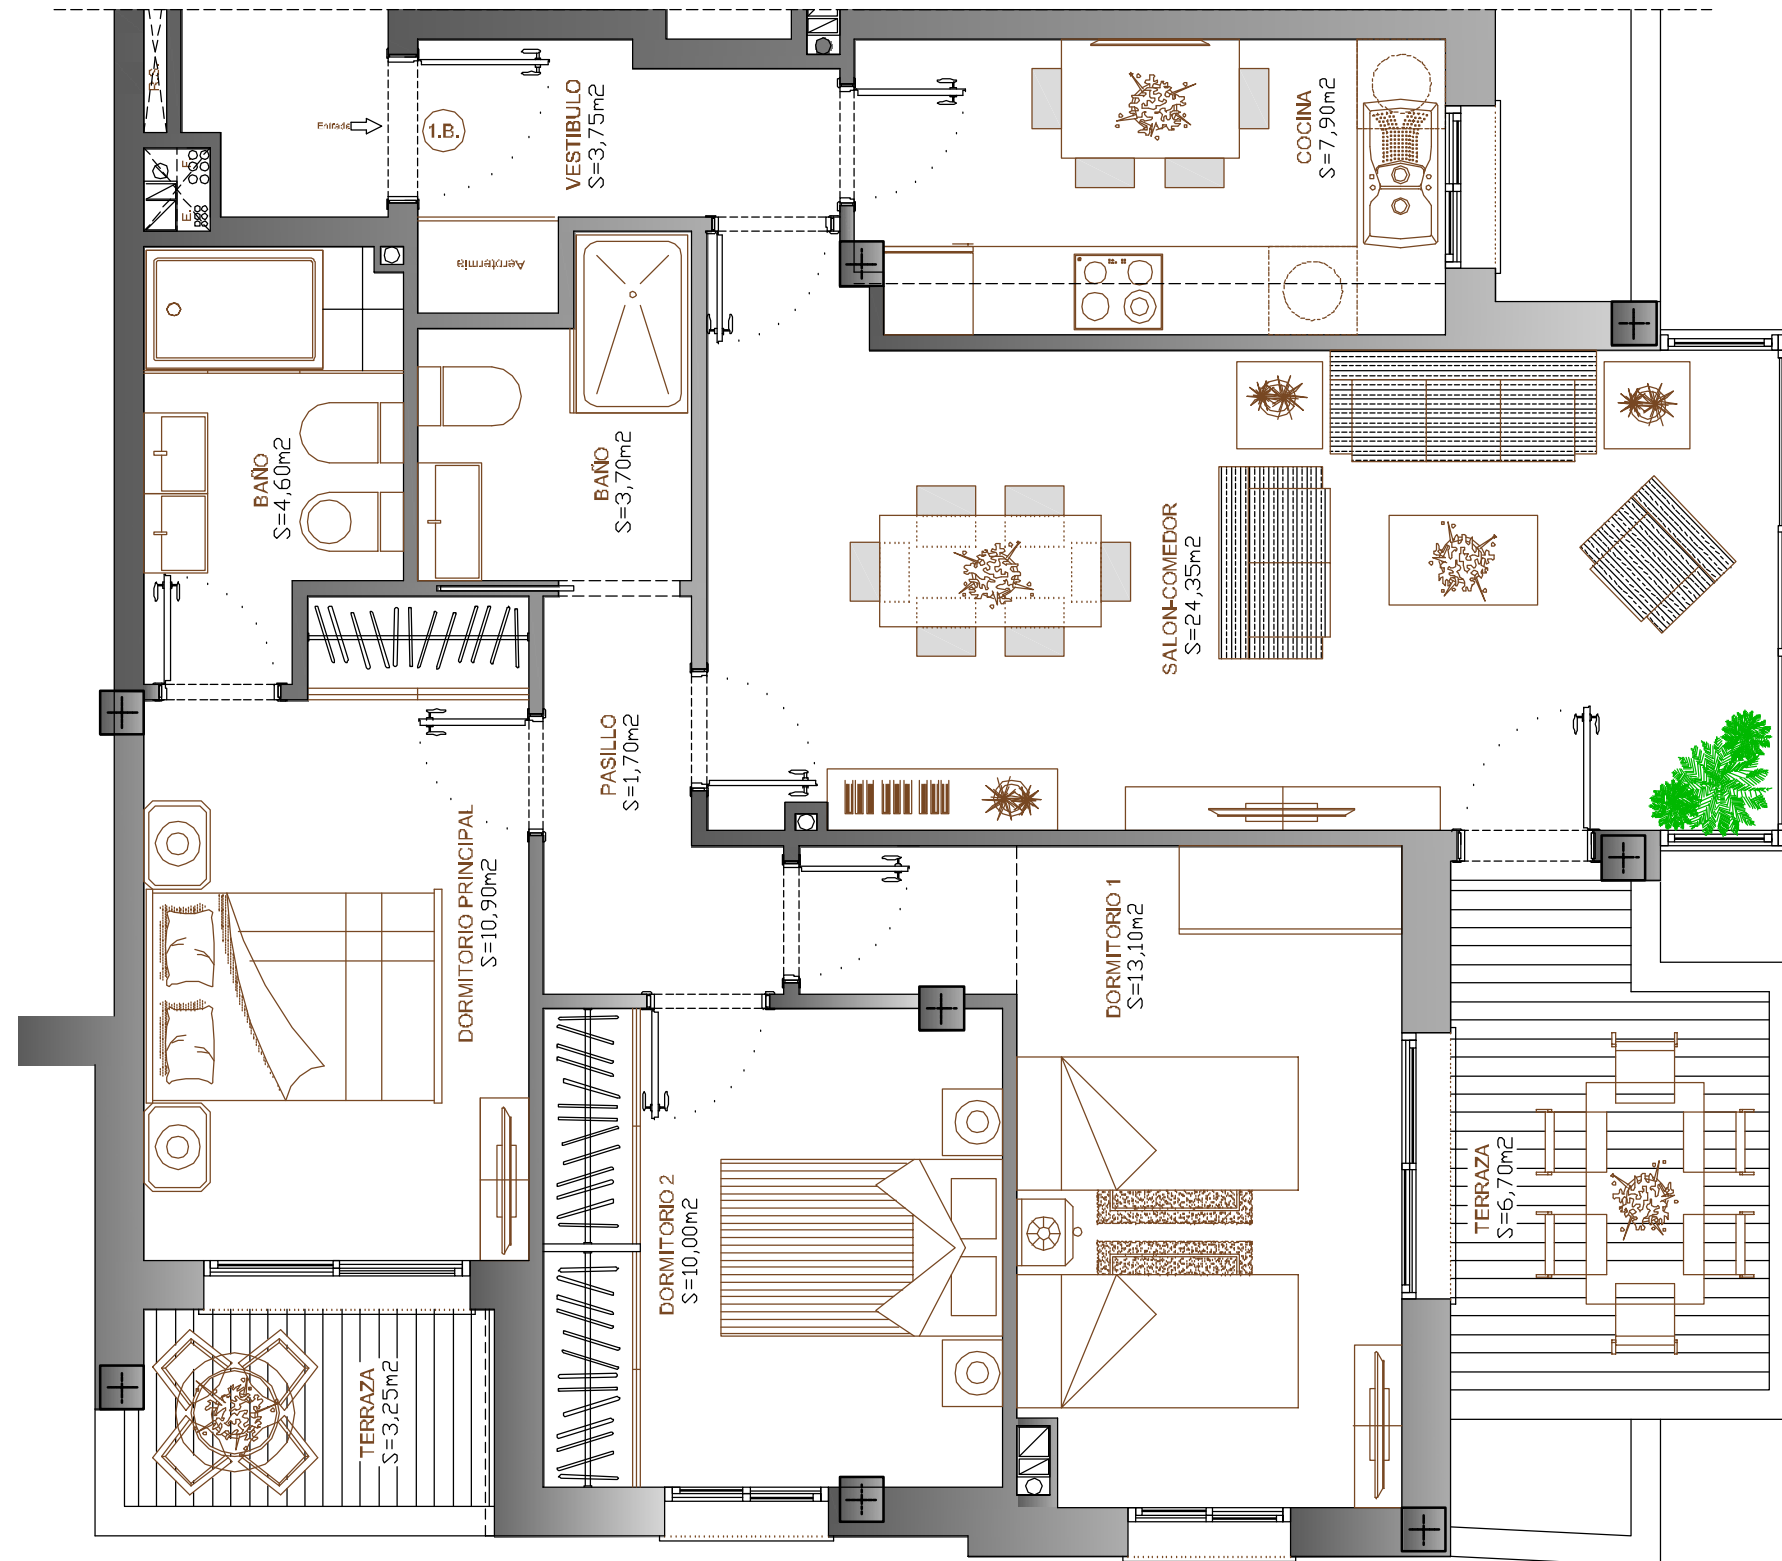 Entrada
1.B.
VESTIBULO
S=3,75m2
COCINA
S=7,90m2
E.
F.
Aerotermia
BAÑO
S=4,60m2
BAÑO
S=3,70m2
SALON-COMEDOR
S=24,35m2
PASILLO
S=1,70m2
DORMITORIO PRINCIPAL
S=10,90m2
DORMITORIO 1
S=13,10m2
DORMITORIO 2
S=10,00m2
TERRAZA
S=6,70m2
TERRAZA
S=3,25m2